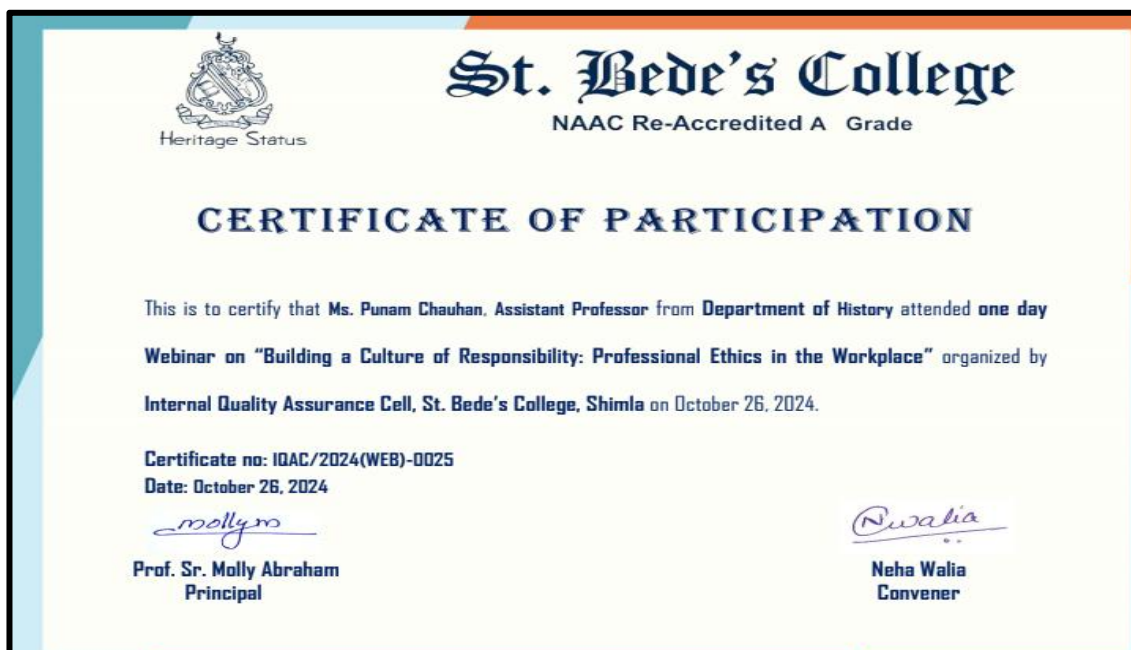 St. Bede's College
Heritage Status
NAAC Re-Accredited A Grade
CERTIFICATE OF PARTICIPATION
This is to certify that Ms. Punam Chauhan, Assistant Professor from Department of History attended one day
Webinar on “Building a Culture of Responsibility: Professional Ethics in the Workplace” organized by
Internal Quality Assurance Cell, St. Bede's College, Shimla on October 26, 2024.
Certificate no: IQAC/2024(WEB)-0025
Date: October 26, 2024
mollym
Nwalia
Prof. Sr. Molly Abraham
Neha Walia
Principal
Convener